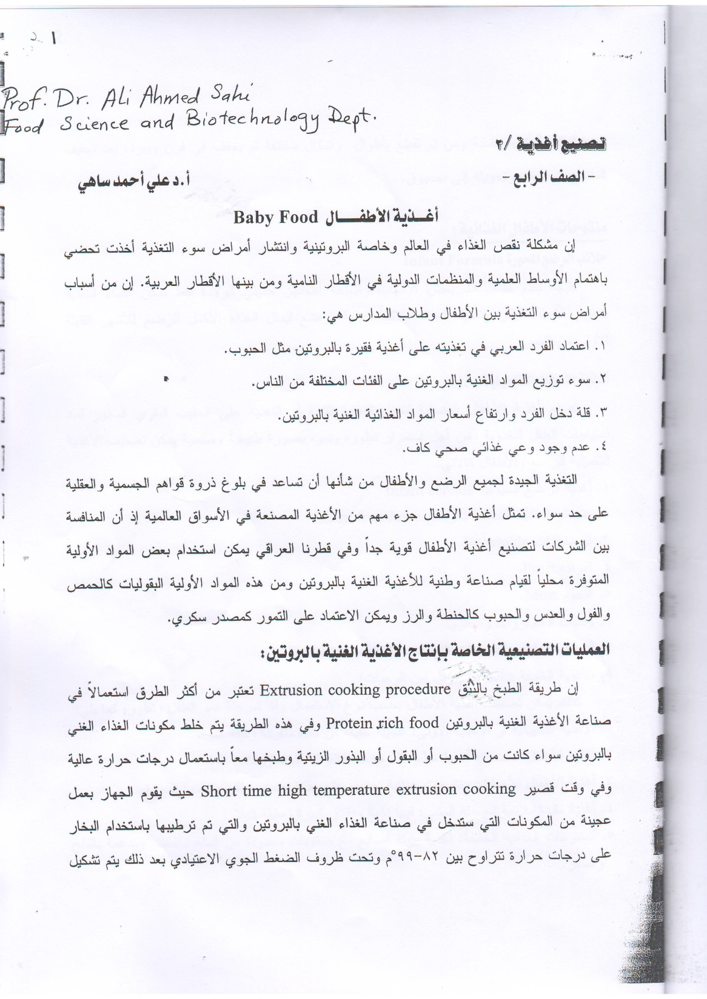 ١
Prof. Dr. Ali Ahmed Sahi
Food Science and Biotechnology Dept.
تصنيع أغذية /٢
- الصف الرابع أ.د علي أحمد ساهي
أغـــذية الأطفـــــال Baby Food
إن مشكلة نقص الغذاء في العالم وخاصة البروتينية وانتشار أمراض سوء التغذية أخذت تحضي
باهتمام الأوساط العلمية والمنظمات الدولية في الأقطار النامية ومن بينها الأقطار العربية. إن من أسباب
أمراض سوء التغذية بين الأطفال وطلاب المدارس هي:
١. اعتماد الفرد العربي في تغذيته على أغذية فقيرة بالبروتين مثل الحبوب.
٢. سوء توزيع المواد الغنية بالبروتين على الفئات المختلفة من الناس.
٣. قلة دخل الفرد وارتفاع أسعار المواد الغذائية الغنية بالبروتين.
٤. عدم وجود وعي غذائي صحي كاف.
التغذية الجيدة لجميع الرضع والأطفال من شأنها أن تساعد في بلوغ ذروة قواهم الجسمية والعقلية
على حد سواء. تمثل أغذية الأطفال جزء مهم من الأغذية المصنعة في الأسواق العالمية إذ أن المنافسة
بين الشركات لتصنيع أغذية الأطفال قوية جداً وفي قطرنا العراقي يمكن استخدام بعض المواد الأولية
المتوفرة محلياً لقيام صناعة وطنية للأغذية الغنية بالبروتين ومن هذه المواد الأولية البقوليات كالحمص
والفول والعدس والحبوب كالحنطة والرز ويمكن الاعتماد على التمور كمصدر سكري.
العمليات التصنيعية الخاصة بإنتاج الأغذية الغنية بالبروتين:
إن طريقة الطبخ بالبثق Extrusion cooking procedure تعتبر من أكثر الطرق استعمالاً في
صناعة الأغذية الغنية بالبروتين Protein rich food وفي هذه الطريقة يتم خلط مكونات الغذاء الغني
بالبروتين سواء كانت من الحبوب أو البقول أو البذور الزيتية وطبخها معاً باستعمال درجات حرارة عالية
وفي وقت قصير Short time high temperature extrusion cooking حيث يقوم الجهاز بعمل
عجينة من المكونات التي ستدخل في صناعة الغذاء الغني بالبروتين والتي تم ترطيبها باستخدام البخار
على درجات حرارة تتراوح بين ٨٢-٩٩°م وتحت ظروف الضغط الجوي الاعتيادي بعد ذلك يتم تشكيل